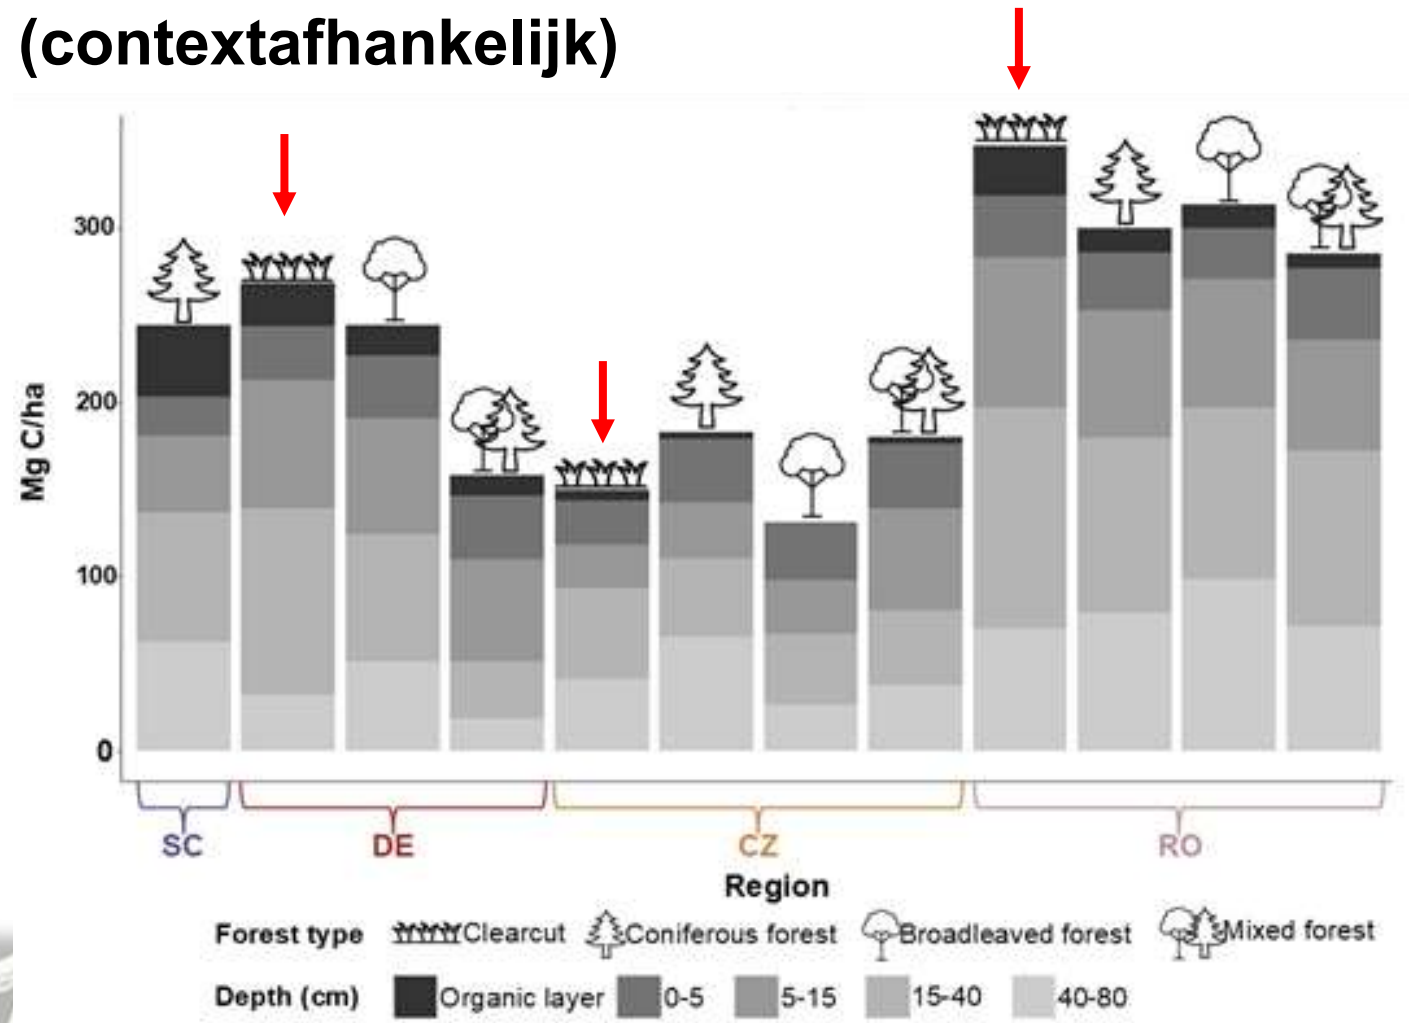 (contextafhankelijk)
Mg C/ha
300
200
100
0
SC DE CZ RO
Region
Forest type Clearcut Coniferous forest Broadleaved forest Mixed forest
Depth (cm) Organic layer 0-5 5-15 15-40 40-80